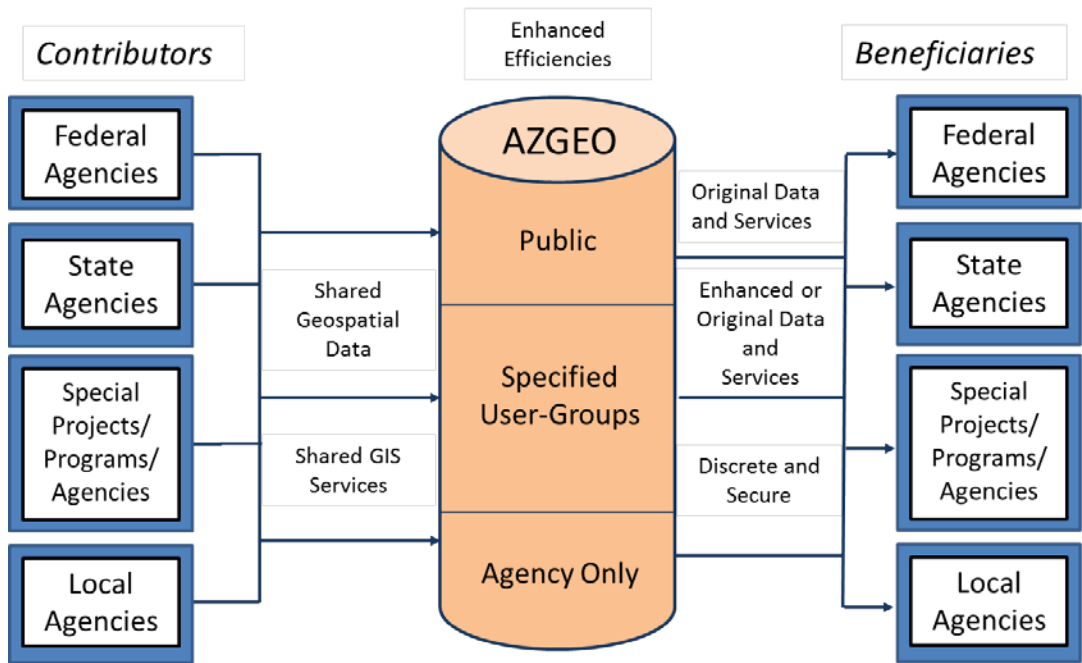 Contributors
Federal
Agencies
State
Agencies
Special
Projects/
Programs/
Agencies
Local
Agencies
Shared
Geospatial
Data
Shared GIS
Services
Enhanced
Efficiencies
AZGEO
Public
Specified
User-Groups
Agency Only
Original Data
and Services
Enhanced or
Original Data
and
Services
Discrete and
Secure
Beneficiaries
Federal
Agencies
State
Agencies
Special
Projects/
Programs/
Agencies
Local
Agencies